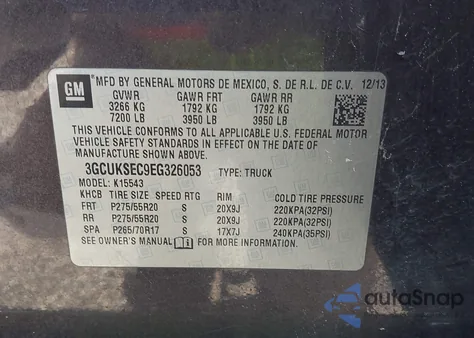 GM
MFD BY GENERAL MOTORS DE MEXICO, S. DE R.L. DE C.V. 12/13
GVWR GAWR FRT GAWR RR
3266 KG 1792 KG 1792 KG
7200 LB 3950 LB 3950 LB
THIS VEHICLE CONFORMS TO ALL APPLICABLE U.S. FEDERAL MOTOR
VEHICLE SAFETY STANDARDS IN EFFECT ON THE DATE OF
MANUFACTURE SHOWN ABOVE.
3GCUKSEC9EG326053 TYPE: TRUCK
MODEL: K15543
KHCB TIRE SIZE SPEED RTG RIM COLD TIRE PRESSURE
FRT P275/55R20 S 20X9J 220KPA(32PSI)
RR P275/55R20 S 20X9J 220KPA(32PSI)
SPA P265/70R17 S 17X7J 240KPA(35PSI)
SEE OWNER'S MANUAL FOR MORE INFORMATION.
autoSnap